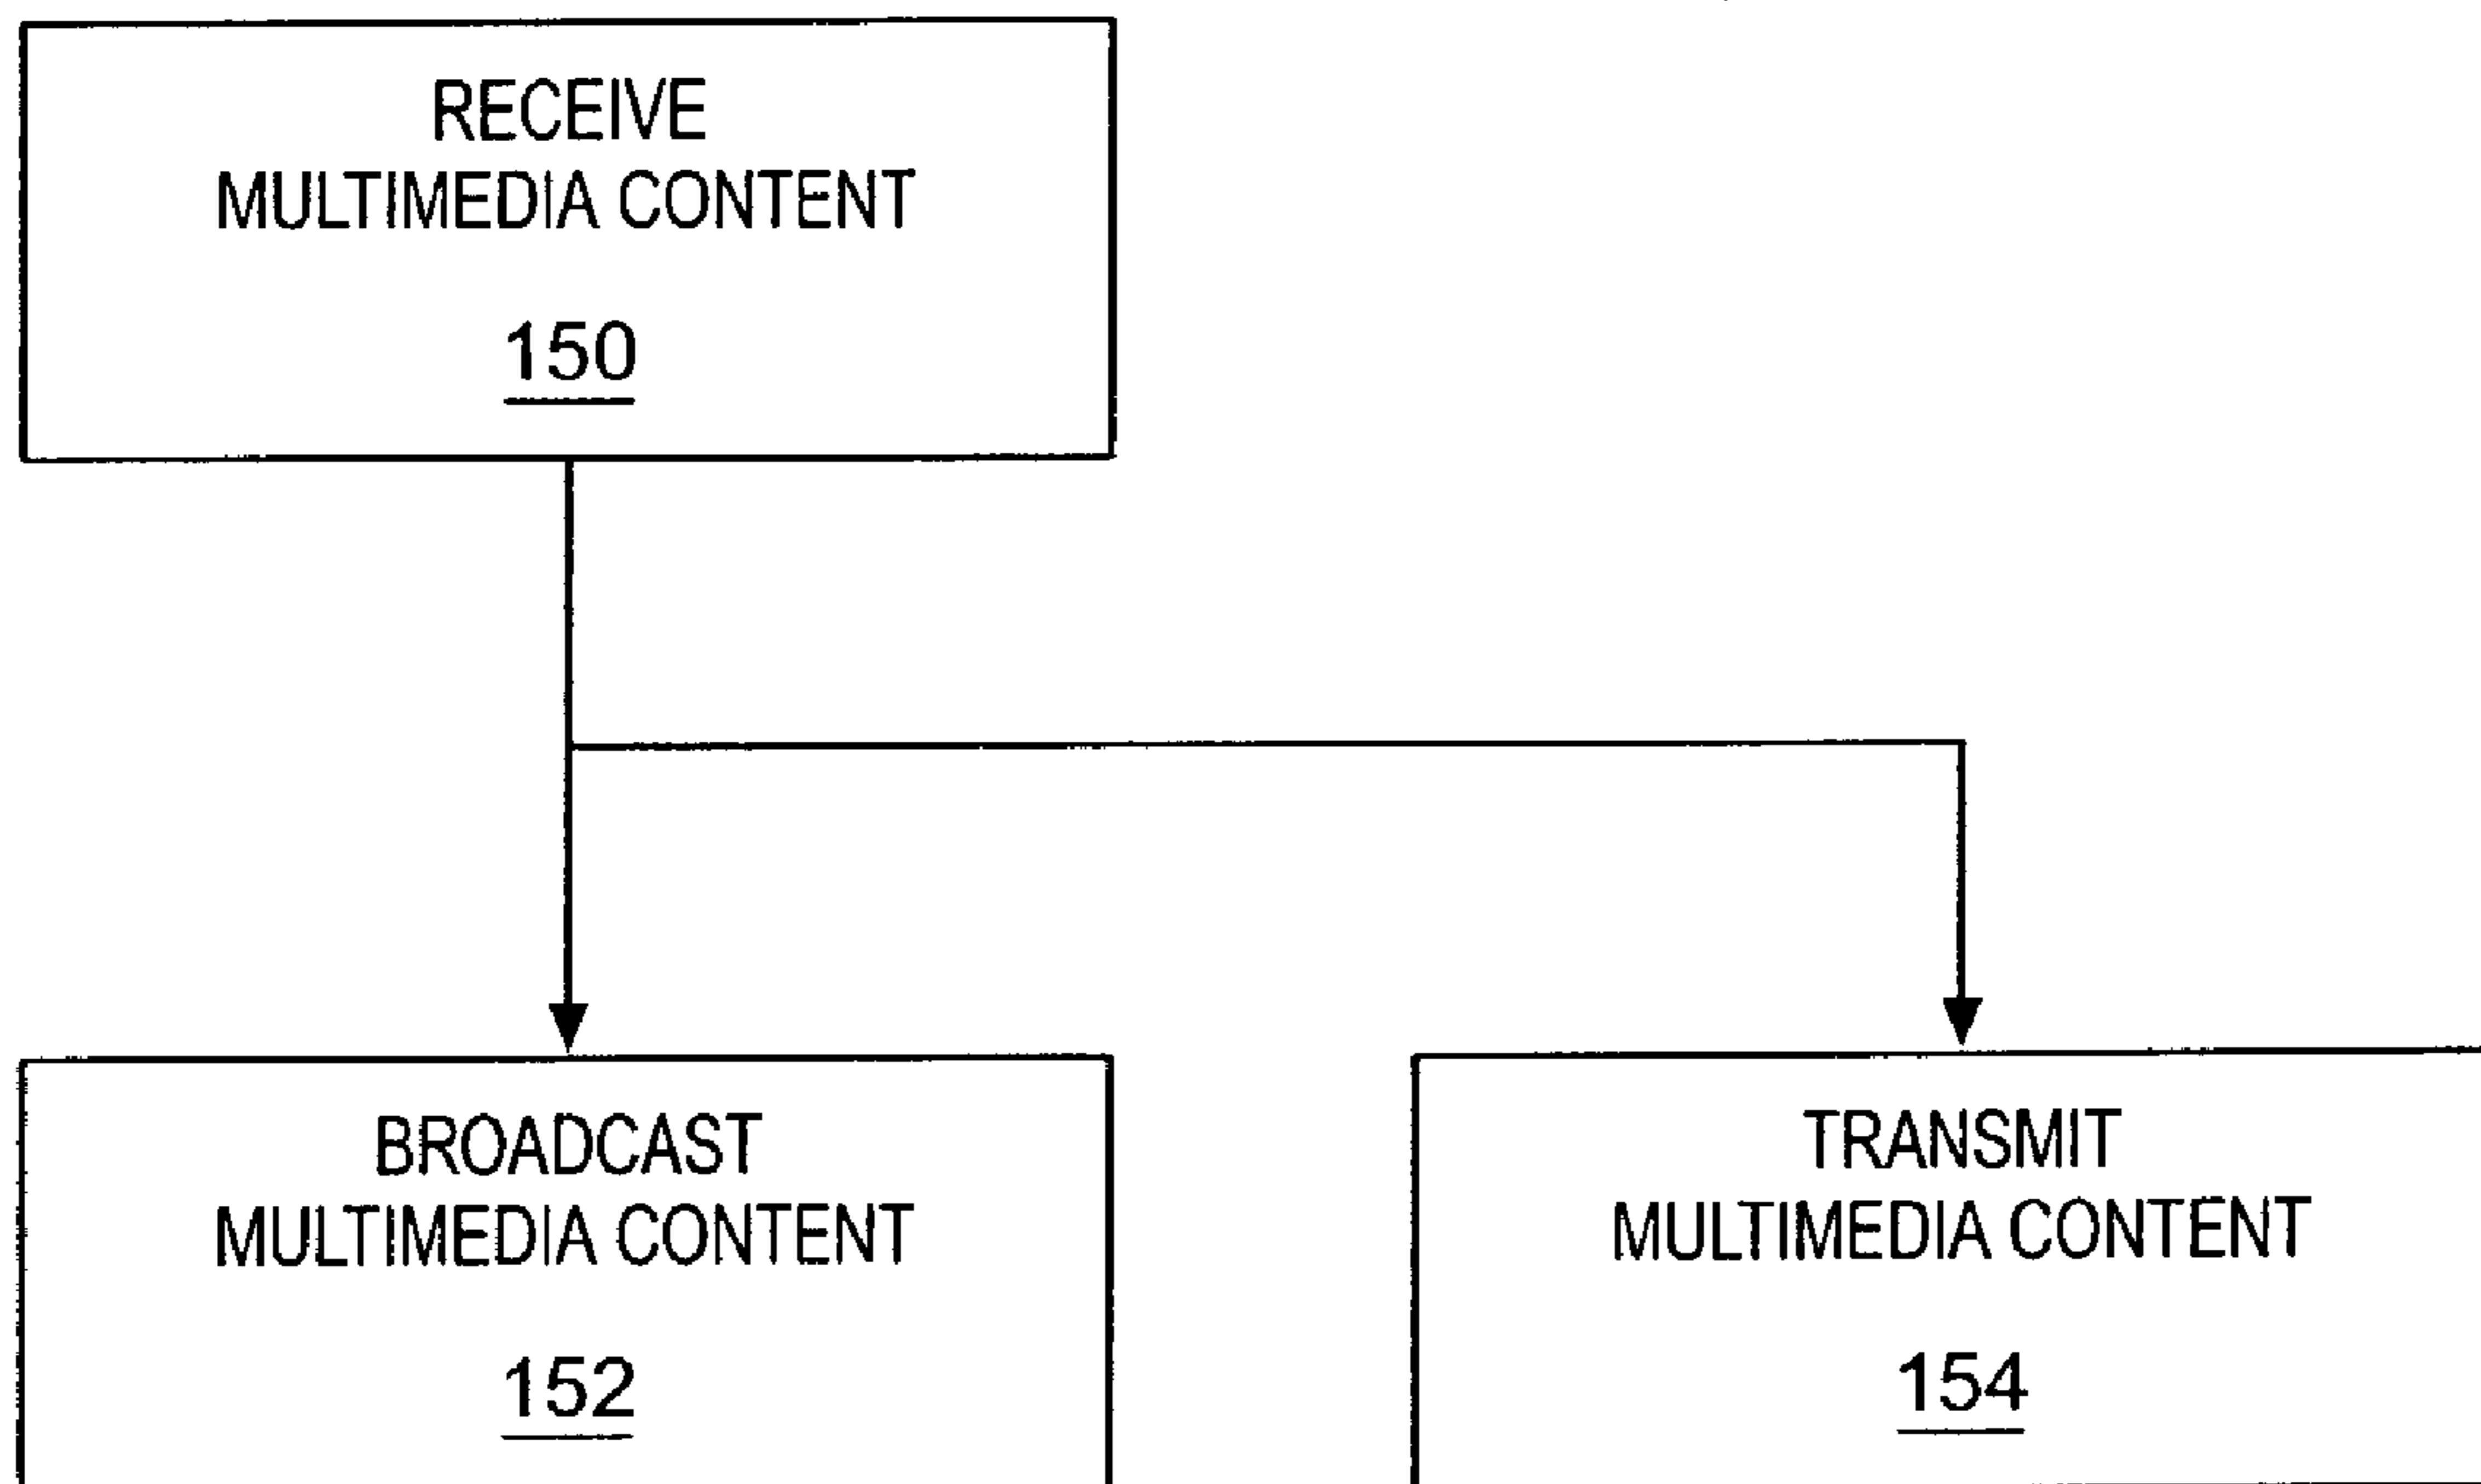 RECEIVE
MULTIMEDIA CONTENT
150
BROADCAST
MULTIMEDIA CONTENT
152
TRANSMIT
MULTIMEDIA CONTENT
154